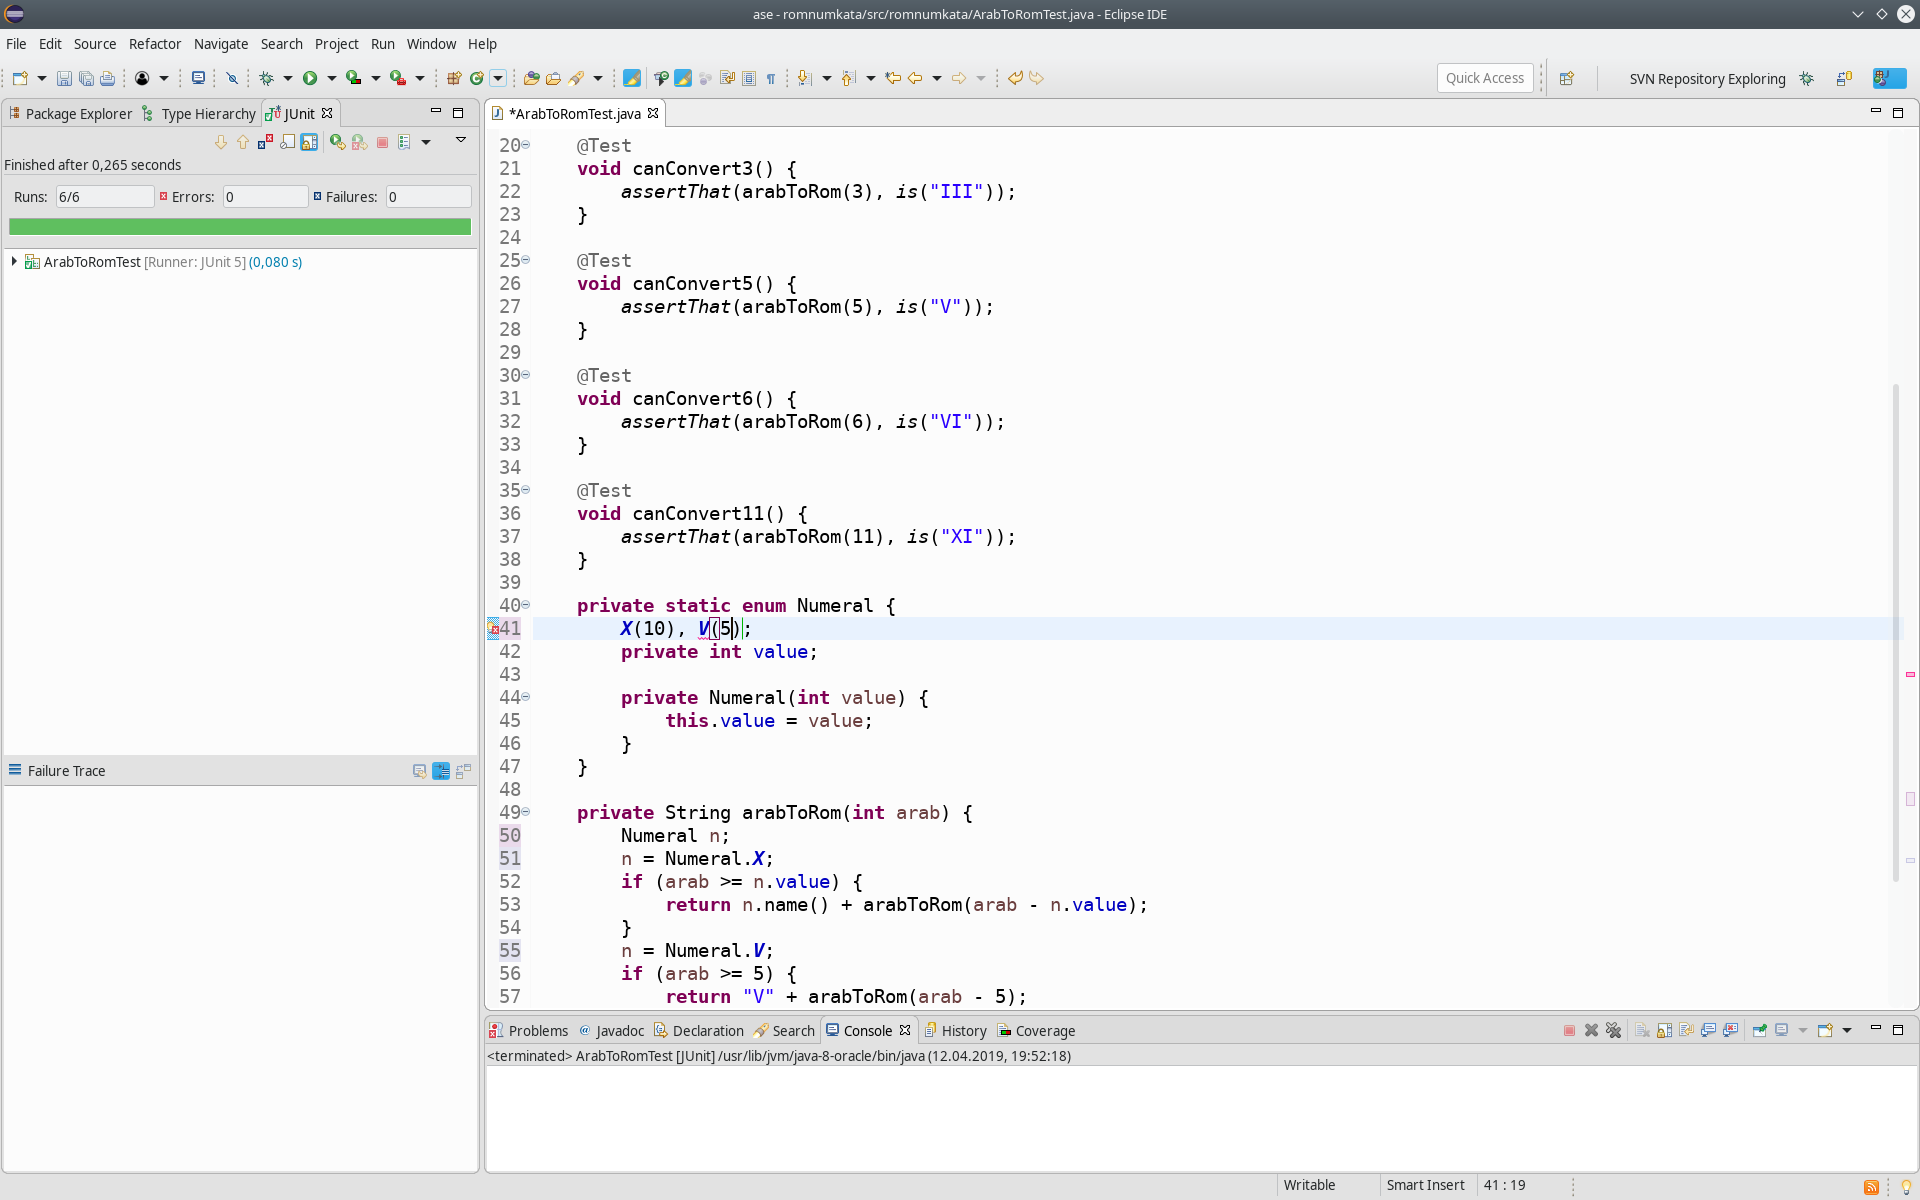 ase - romnumkata/src/romnumkata/ArabToRomTest.java - Eclipse IDE
File Edit Source Refactor Navigate Search Project Run Window Help
Quick Access
SVN Repository Exploring
Package Explorer Type Hierarchy JUnit
Finished after 0,265 seconds
Runs: 6/6 Errors: 0 Failures: 0
ArabToRomTest [Runner: JUnit 5] (0,080 s)
Failure Trace
*ArabToRomTest.java
20 @Test
21 void canConvert3() {
22 assertThat(arabToRom(3), is("III"));
23 }
24
25 @Test
26 void canConvert5() {
27 assertThat(arabToRom(5), is("V"));
28 }
29
30 @Test
31 void canConvert6() {
32 assertThat(arabToRom(6), is("VI"));
33 }
34
35 @Test
36 void canConvert11() {
37 assertThat(arabToRom(11), is("XI"));
38 }
39
40 private static enum Numeral {
41 X(10), V(5);
42 private int value;
43
44 private Numeral(int value) {
45 this.value = value;
46 }
47 }
48
49 private String arabToRom(int arab) {
50 Numeral n;
51 n = Numeral.X;
52 if (arab >= n.value) {
53 return n.name() + arabToRom(arab - n.value);
54 }
55 n = Numeral.V;
56 if (arab >= 5) {
57 return "V" + arabToRom(arab - 5);
Problems Javadoc Declaration Search Console History Coverage
<terminated> ArabToRomTest [JUnit] /usr/lib/jvm/java-8-oracle/bin/java (12.04.2019, 19:52:18)
Writable Smart Insert 41 : 19